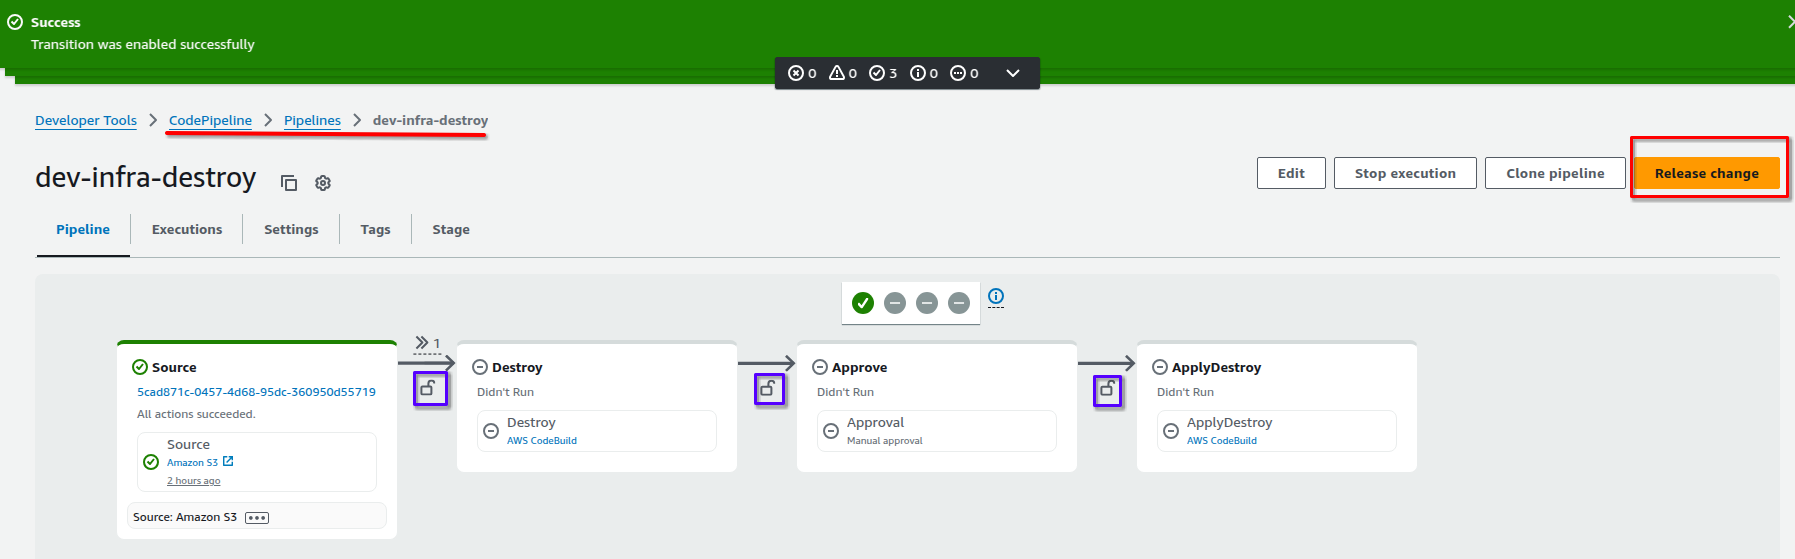 Success
Transition was enabled successfully
0 0 3 0 0
Developer Tools > CodePipeline > Pipelines > dev-infra-destroy
dev-infra-destroy
Edit Stop execution Clone pipeline Release change
Pipeline Executions Settings Tags Stage
1
Source
5cad871c-0457-4d68-95dc-360950d55719
All actions succeeded.
Source
Amazon S3
2 hours ago
Source: Amazon S3
Destroy
Didn't Run
Destroy
AWS CodeBuild
Approve
Didn't Run
Approval
Manual approval
ApplyDestroy
Didn't Run
ApplyDestroy
AWS CodeBuild